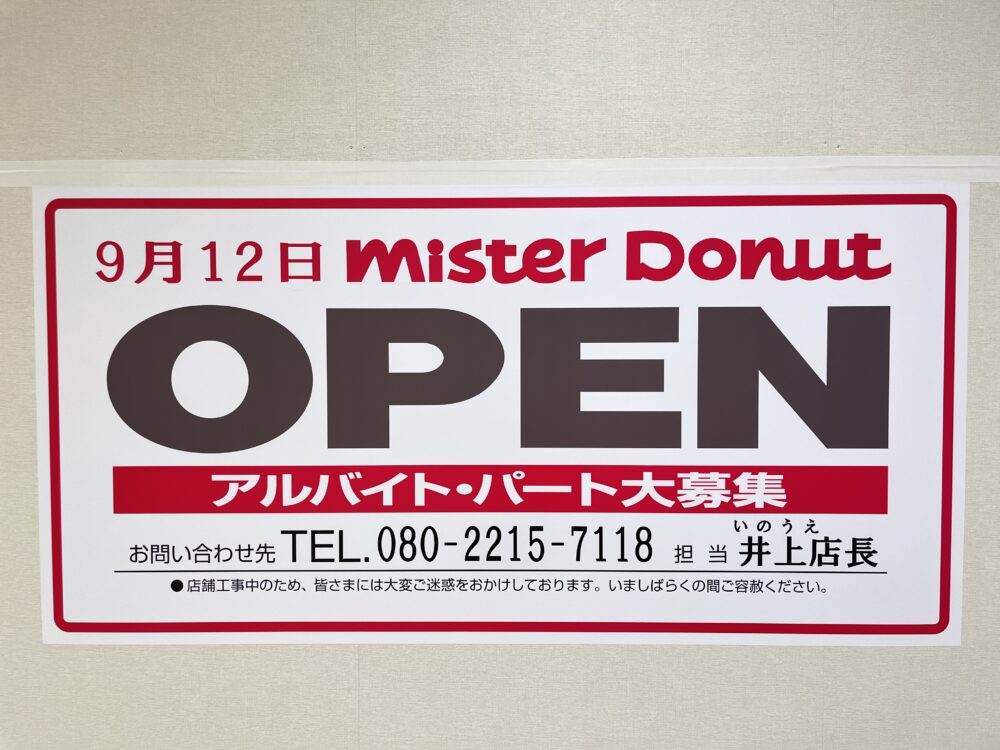 9月12日 mister Donut
OPEN
アルバイト・パート大募集
いのうえ
お問い合わせ先 TEL.080-2215-7118 担当 井上店長
●店舗工事中のため、皆さまには大変ご迷惑をおかけしております。いましばらくの間ご容赦ください。